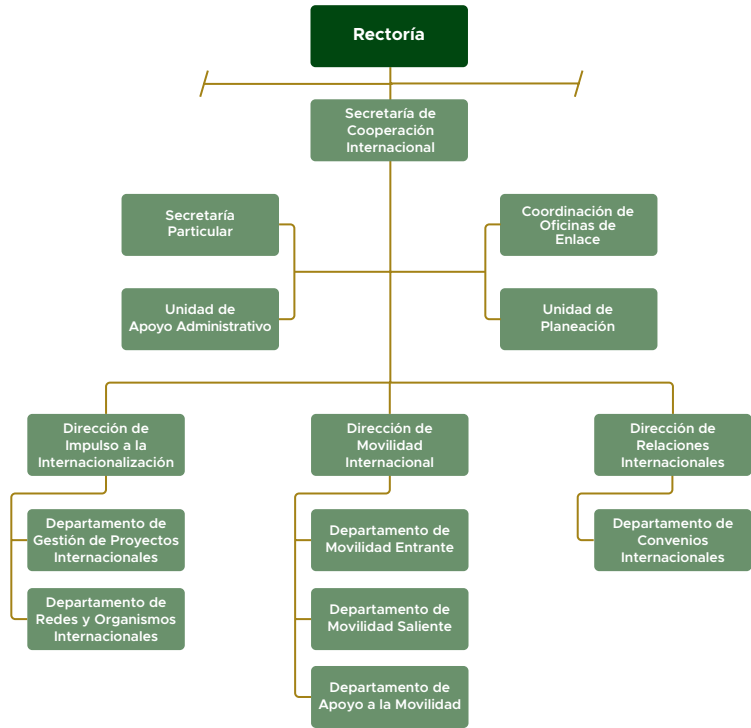 Rectoría
Secretaría de
Cooperación
Internacional
Secretaría
Particular
Coordinación de
Oficinas de
Enlace
Unidad de
Apoyo Administrativo
Unidad de
Planeación
Dirección de
Impulso a la
Internacionalización
Dirección de
Movilidad
Internacional
Dirección de
Relaciones
Internacionales
Departamento de
Gestión de Proyectos
Internacionales
Departamento de
Redes y Organismos
Internacionales
Departamento de
Movilidad Entrante
Departamento de
Movilidad Saliente
Departamento de
Apoyo a la Movilidad
Departamento de
Convenios
Internacionales